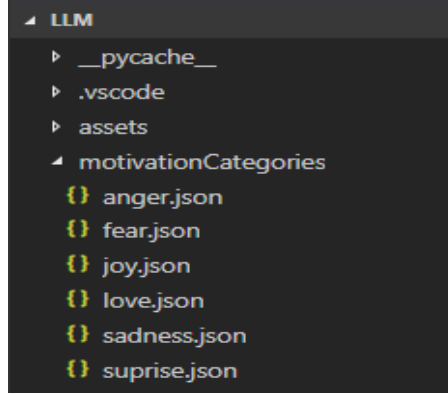 LLM
__pycache__
.vscode
assets
motivationCategories
{} anger.json
{} fear.json
{} joy.json
{} love.json
{} sadness.json
{} suprise.json